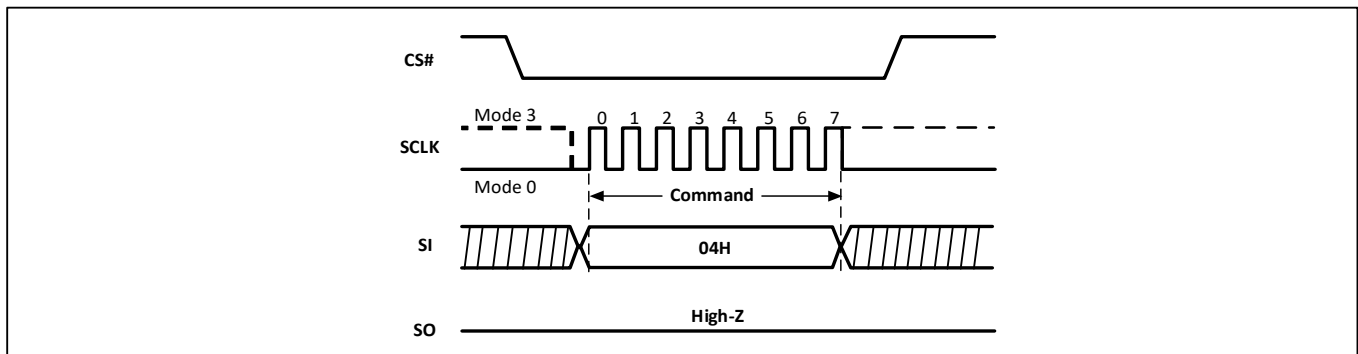 CS#
Mode 3
0 1 2 3 4 5 6 7
SCLK
Mode 0
Command
SI
04H
High-Z
SO